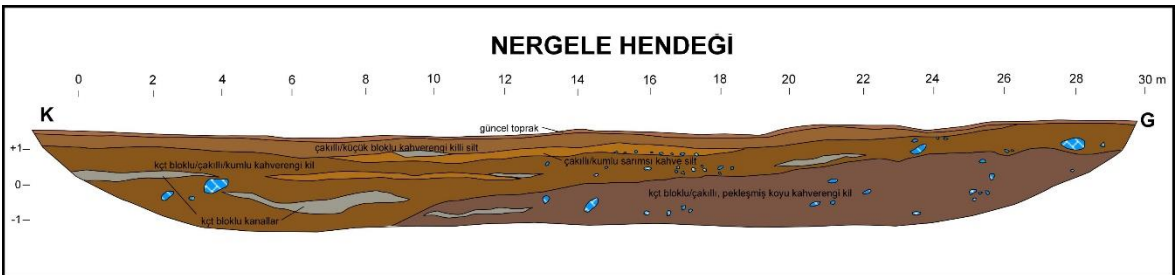 NERGELE HENDEĞİ
0 2 4 6 8 10 12 14 16 18 20 22 24 26 28 30 m
K
G
güncel toprak
+1
çakıllı/küçük bloklu kahverengi killi silt
kçt bloklu/çakıllı/kumlu kahverengi kil
çakıllı/kumlu sarımsı kahve silt
0
kçt bloklu/çakıllı, pekleşmiş koyu kahverengi kil
kçt bloklu kanallar
-1